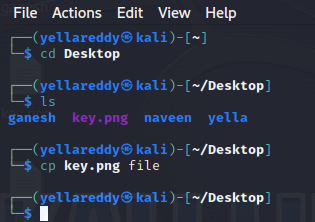 File Actions Edit View Help
┌──(yellareddy㉿kali)-[~]
└─$ cd Desktop
┌──(yellareddy㉿kali)-[~/Desktop]
└─$ ls
ganesh key.png naveen yella
┌──(yellareddy㉿kali)-[~/Desktop]
└─$ cp key.png file
┌──(yellareddy㉿kali)-[~/Desktop]
└─$